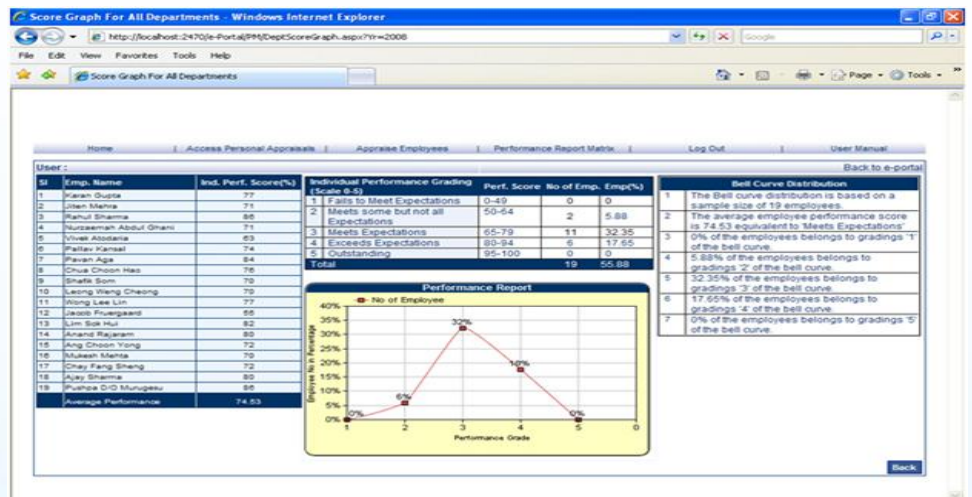 Score Graph For All Departments - Windows Internet Explorer
http://localhost:2470/e-Portal/PM/DeptScoreGraph.aspx?Yr=2008
Google
File Edit View Favorites Tools Help
Score Graph For All Departments
Page Tools
Home | Access Personal Appraisals | Appraise Employees | Performance Report Matrix | Log Out | User Manual
User :
Back to e-portal
Sl Emp. Name Ind. Perf. Score(%)
1 Karan Gupta 77
2 Jiten Mehra 71
3 Rahul Sharma 86
4 Nurzaemah Abdul Ghani 71
5 Vivek Atodaria 63
6 Pallav Kansal 74
7 Pavan Aga 84
8 Chua Choon Hao 76
9 Shafik Som 70
10 Leong Weng Cheong 70
11 Wong Lee Lin 77
12 Jacob Fruergaard
13 Lim Sok Hui 82
14 Anand Rajaram 80
15 Ang Choon Yong 72
16 Mukesh Mehta 70
17 Chay Fang Sheng 72
18 Ajay Sharma 80
19 Pushpa D/O Murugesu 86
Average Performance 74.53
Individual Performance Grading (Scale 0-5) Perf. Score No of Emp. Emp(%)
1 Fails to Meet Expectations 0-49 0 0
2 Meets some but not all Expectations 50-64 2 5.88
3 Meets Expectations 65-79 11 32.35
4 Exceeds Expectations 80-94 6 17.65
5 Outstanding 95-100 0 0
Total 19 55.88
Performance Report
No of Employee
Employee No in Percentage
40%
35%
30%
25%
20%
15%
10%
5%
0%
0%
6%
32%
18%
0%
1 2 3 4 5 0
Performance Grade
Bell Curve Distribution
1 The Bell curve distribution is based on a
sample size of 19 employees.
2 The average employee performance score
is 74.53 equivalent to 'Meets Expectations'
3 0% of the employees belongs to gradings '1'
of the bell curve.
4 5.88% of the employees belongs to
gradings '2' of the bell curve.
5 32.35% of the employees belongs to
gradings '3' of the bell curve.
6 17.65% of the employees belongs to
gradings '4' of the bell curve.
7 0% of the employees belongs to gradings '5'
of the bell curve.
Back